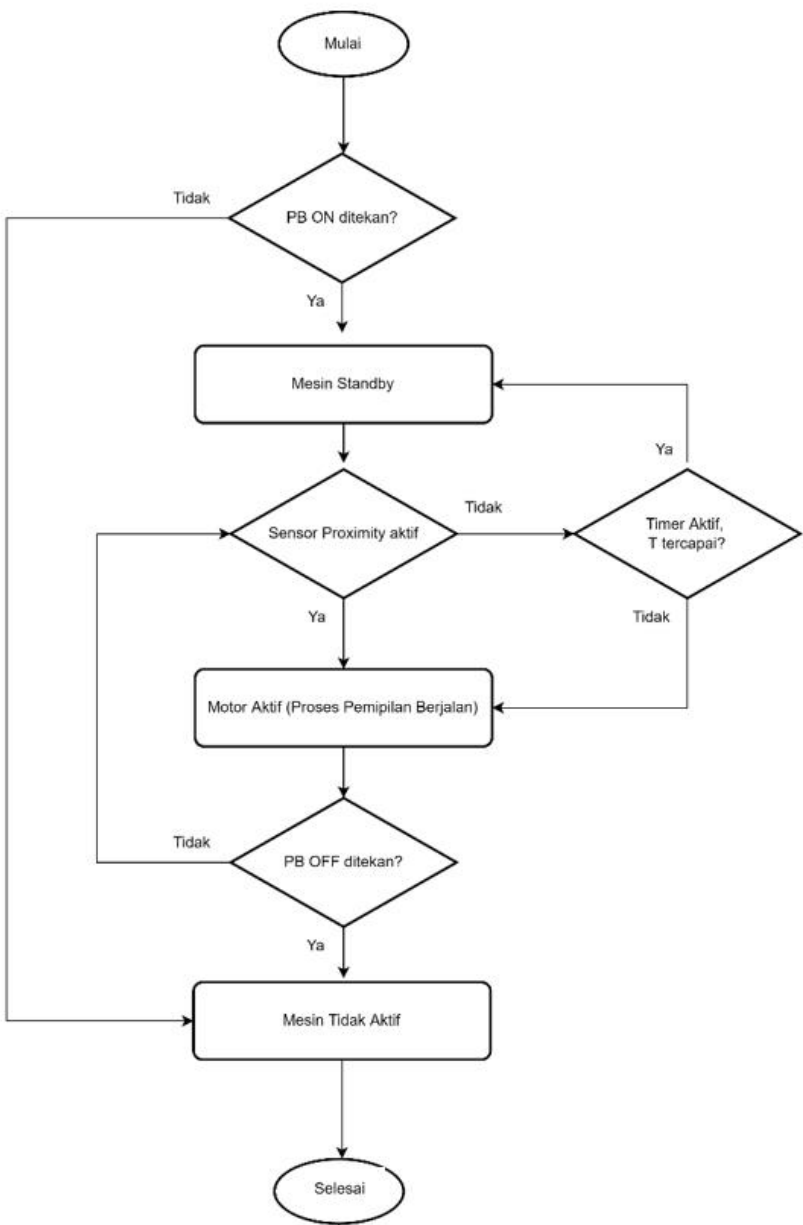 Mulai
Tidak
PB ON ditekan?
Ya
Mesin Standby
Ya
Sensor Proximity aktif
Tidak
Timer Aktif,
T tercapai?
Ya
Tidak
Motor Aktif (Proses Pemipilan Berjalan)
Tidak
PB OFF ditekan?
Ya
Mesin Tidak Aktif
Selesai